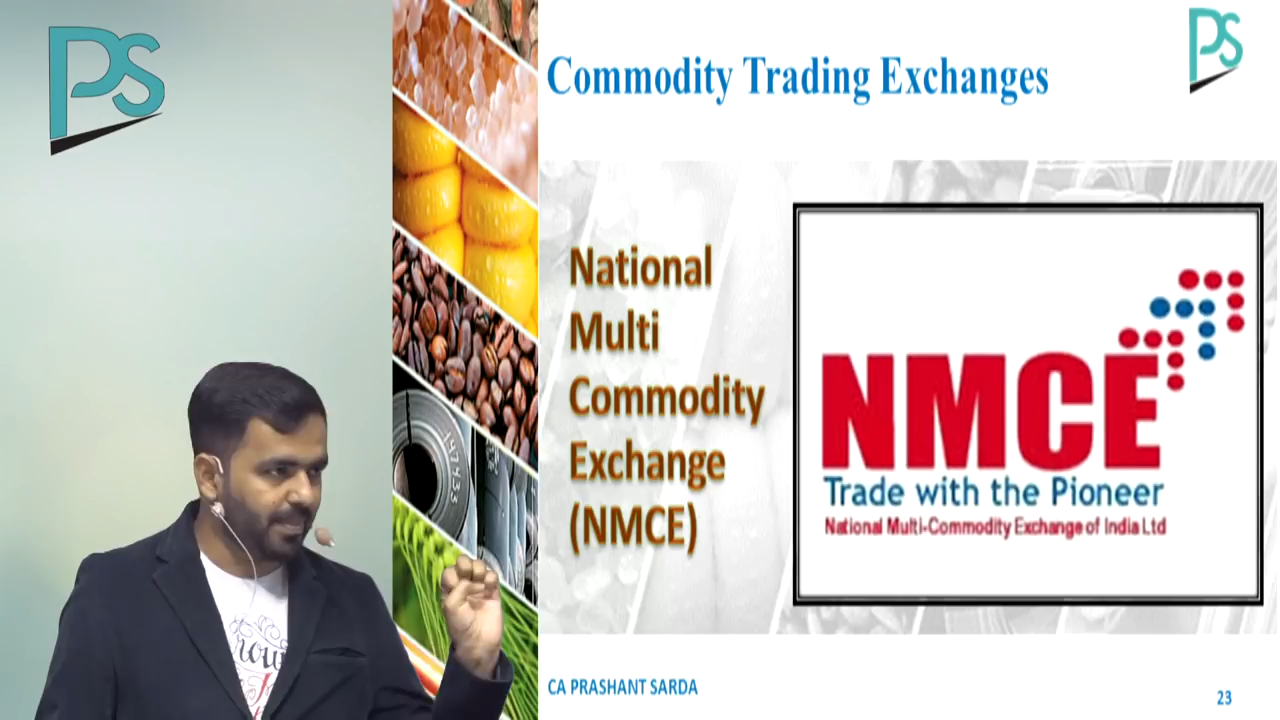 PS
Commodity Trading Exchanges
PS
National
Multi
Commodity
Exchange
(NMCE)
NMCE
Trade with the Pioneer
National Multi-Commodity Exchange of India Ltd
197433
CA PRASHANT SARDA
23